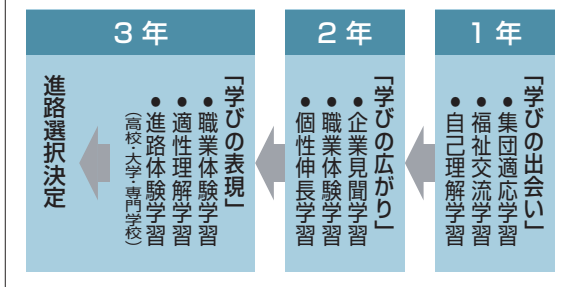 1年
「学びの出会い」
●集団適応学習
●福祉交流学習
●自己理解学習
2年
「学びの広がり」
●企業見聞学習
●職業体験学習
●個性伸長学習
3年
「学びの表現」
●職業体験学習
●適性理解学習
●進路体験学習
（高校・大学・専門学校）
進路選択決定